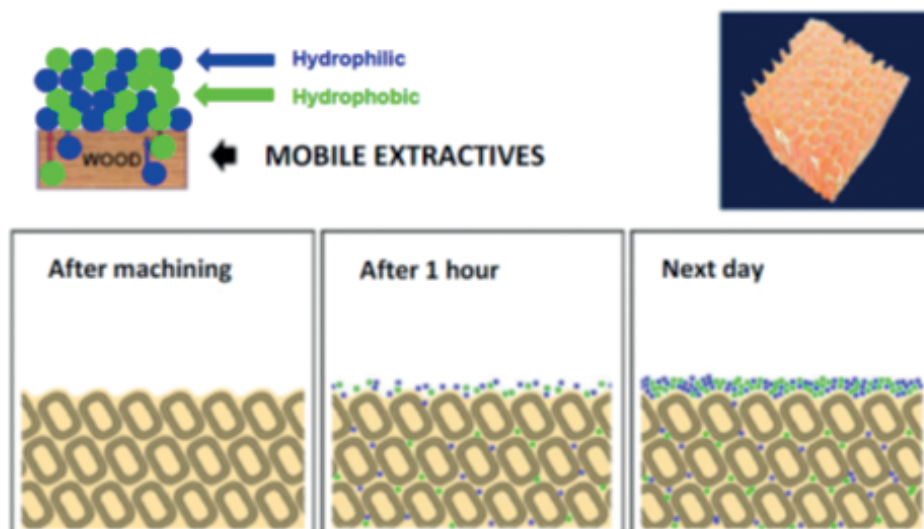 Hydrophilic
Hydrophobic
WOOD
MOBILE EXTRACTIVES
After machining
After 1 hour
Next day